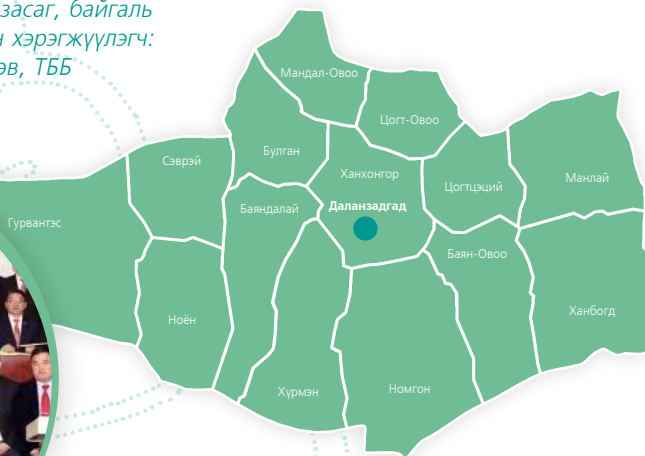 засаг, байгаль
хэрэгжүүлэгч:
ТББ
Мандал-Овоо
Цогт-Овоо
Булган
Сэврэй
Ханхонгор
Цогтцэций
Манлай
Баяндалай
Даланзадгад
Гурвантэс
Баян-Овоо
Ноён
Ханбогд
Хүрмэн
Номгон